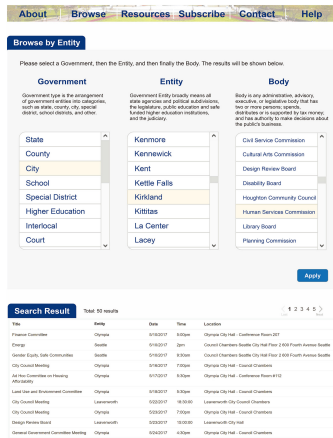 About Browse Resources Subscribe Contact Help
Browse by Entity
Please select a Government, then the Entity, and then finally the Body. The results will be shown below.
Government
Government type is the arrangement
of government entities into categories,
such as state, county, city, special
district, school districts, and other.
Entity
Government Entity broadly means all
state agencies and political subdivisions,
the legislature, public education and safe
funded higher education institutions,
and the judiciary.
Body
Body is any administrative, advisory,
executive, or legislative body that has
two or more persons; spends,
distributes or is supported by tax money;
and has authority to make decisions about
the public's business.
State
County
City
School
Special District
Higher Education
Interlocal
Court
Kenmore
Kennewick
Kent
Kettle Falls
Kirkland
Kittitas
La Center
Lacey
Civil Service Commission
Cultural Arts Commission
Design Review Board
Disability Board
Houghton Community Council
Human Services Commission
Library Board
Planning Commission
Apply
Search Result Total: 50 results
1 2 3 4 5
Title Entity Date Time Location
Finance Committee Olympia 5/10/2017 5:00pm Olympia City Hall - Conference Room 207
Energy Seattle 5/16/2017 2pm Council Chambers Seattle City Hall Floor 2 600 Fourth Avenue Seattle
Gender Equity, Safe Communities Seattle 5/16/2017 9:30am Council Chambers Seattle City Hall Floor 2 600 Fourth Avenue Seattle
City Council Meeting Olympia 5/16/2017 7:00pm Olympia City Hall - Council Chambers
Ad Hoc Committee on Housing
Affordability Olympia 5/17/2017 5:30pm Olympia City Hall - Conference Room #112
Land Use and Environment Committee Olympia 5/18/2017 5:30pm Olympia City Hall - Council Chambers
City Council Meeting Leavenworth 5/22/2017 18:30:00 Leavenworth City Council Chambers
City Council Meeting Olympia 5/23/2017 7:00pm Olympia City Hall - Council Chambers
Design Review Board Leavenworth 5/23/2017 15:00:00 Leavenworth City Hall
General Government Committee Meeting Olympia 5/24/2017 4:30pm Olympia City Hall - Council Chambers